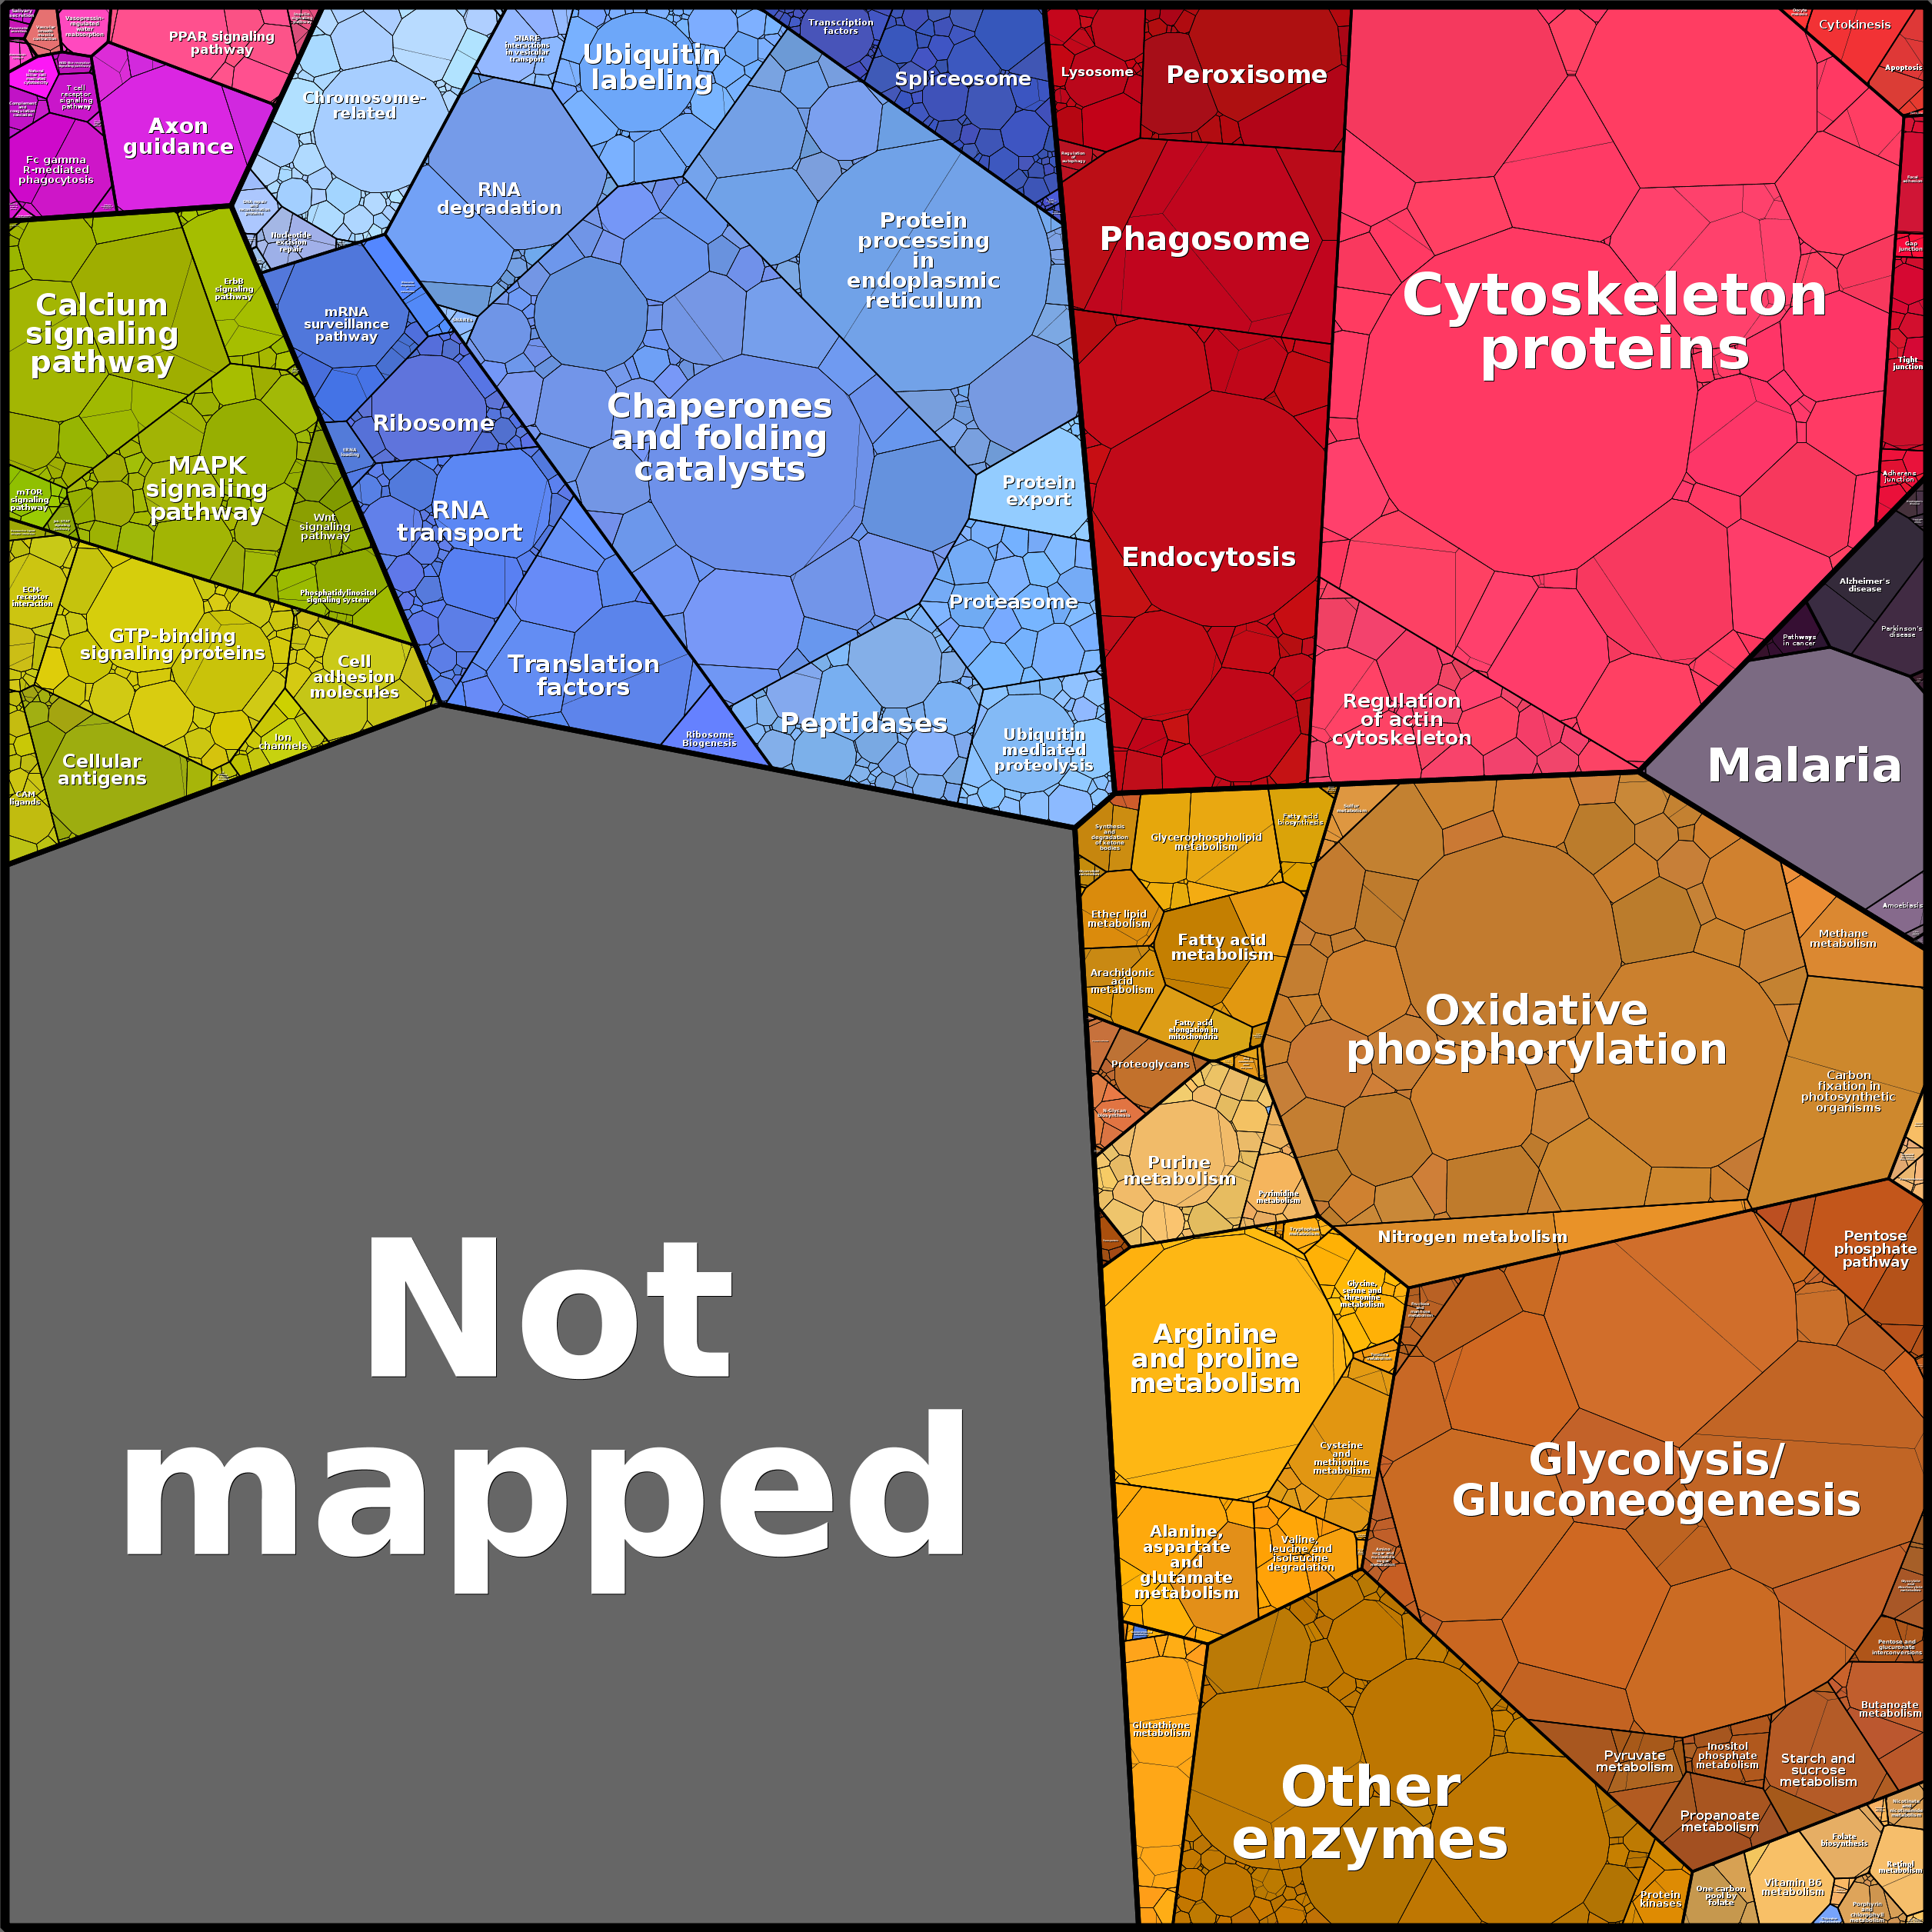 PPAR signaling
pathway
Vasopressin-
regulated
water
reabsorption
T cell
receptor
signaling
pathway
Axon
guidance
Fc gamma
R-mediated
phagocytosis
Calcium
signaling
pathway
ErbB
signaling
pathway
MAPK
signaling
pathway
mTOR
signaling
pathway
Wnt
signaling
pathway
Phosphatidylinositol
signaling system
ECM-
receptor
interaction
GTP-binding
signaling proteins
Cell
adhesion
molecules
Ion
channels
Cellular
antigens
CAM
ligands
Chromosome-
related
Nucleotide
excision
repair
SNARE
interactions
in vesicular
transport
Ubiquitin
labeling
Transcription
factors
Spliceosome
RNA
degradation
Protein
processing
in
endoplasmic
reticulum
mRNA
surveillance
pathway
Ribosome
RNA
transport
Translation
factors
Ribosome
Biogenesis
Chaperones
and folding
catalysts
Protein
export
Proteasome
Peptidases
Ubiquitin
mediated
proteolysis
Lysosome
Peroxisome
Regulation
of
autophagy
Phagosome
Endocytosis
Cytokinesis
Apoptosis
Cytoskeleton
proteins
Focal
adhesion
Gap
junction
Tight
junction
Adherens
junction
Regulation
of actin
cytoskeleton
Alzheimer's
disease
Parkinson's
disease
Pathways
in cancer
Malaria
Amoebiasis
Synthesis
and
degradation
of ketone
bodies
Glycerophospholipid
metabolism
Fatty acid
biosynthesis
Sulfur
metabolism
Ether lipid
metabolism
Fatty acid
metabolism
Arachidonic
acid
metabolism
Fatty acid
elongation in
mitochondria
Proteoglycans
N-Glycan
biosynthesis
Purine
metabolism
Pyrimidine
metabolism
Oxidative
phosphorylation
Methane
metabolism
Carbon
fixation in
photosynthetic
organisms
Nitrogen metabolism
Pentose
phosphate
pathway
Tryptophan
metabolism
Glycine,
serine and
threonine
metabolism
Arginine
and proline
metabolism
Cysteine
and
methionine
metabolism
Alanine,
aspartate
and
glutamate
metabolism
Valine,
leucine and
isoleucine
degradation
Glutathione
metabolism
Glycolysis/
Gluconeogenesis
Pentose and
glucuronate
interconversions
Butanoate
metabolism
Pyruvate
metabolism
Inositol
phosphate
metabolism
Starch and
sucrose
metabolism
Propanoate
metabolism
Other
enzymes
Protein
kinases
One carbon
pool by
folate
Vitamin B6
metabolism
Folate
biosynthesis
Retinol
metabolism
Not
mapped